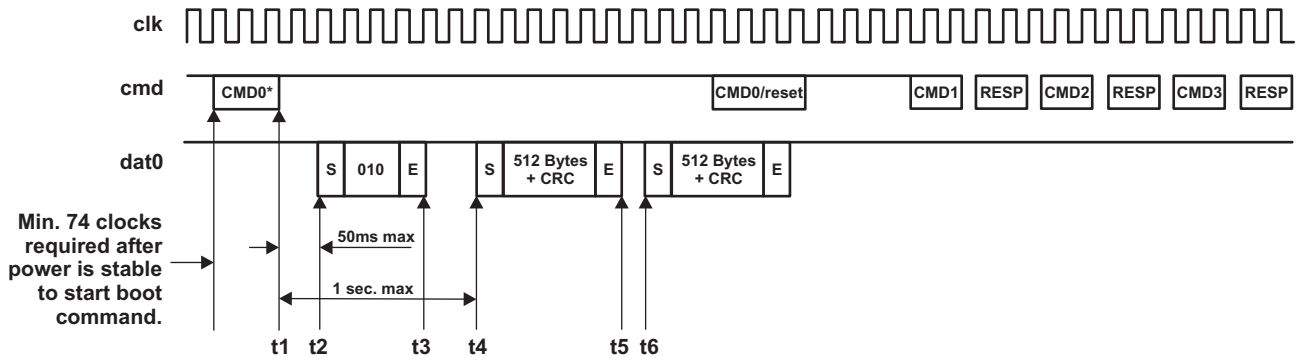 clk
cmd
CMD0*
CMD0/reset
CMD1
RESP
CMD2
RESP
CMD3
RESP
dat0
S
010
E
S
512 Bytes
+ CRC
E
S
512 Bytes
+ CRC
E
Min. 74 clocks
required after
power is stable
to start boot
command.
50ms max
1 sec. max
t1
t2
t3
t4
t5
t6